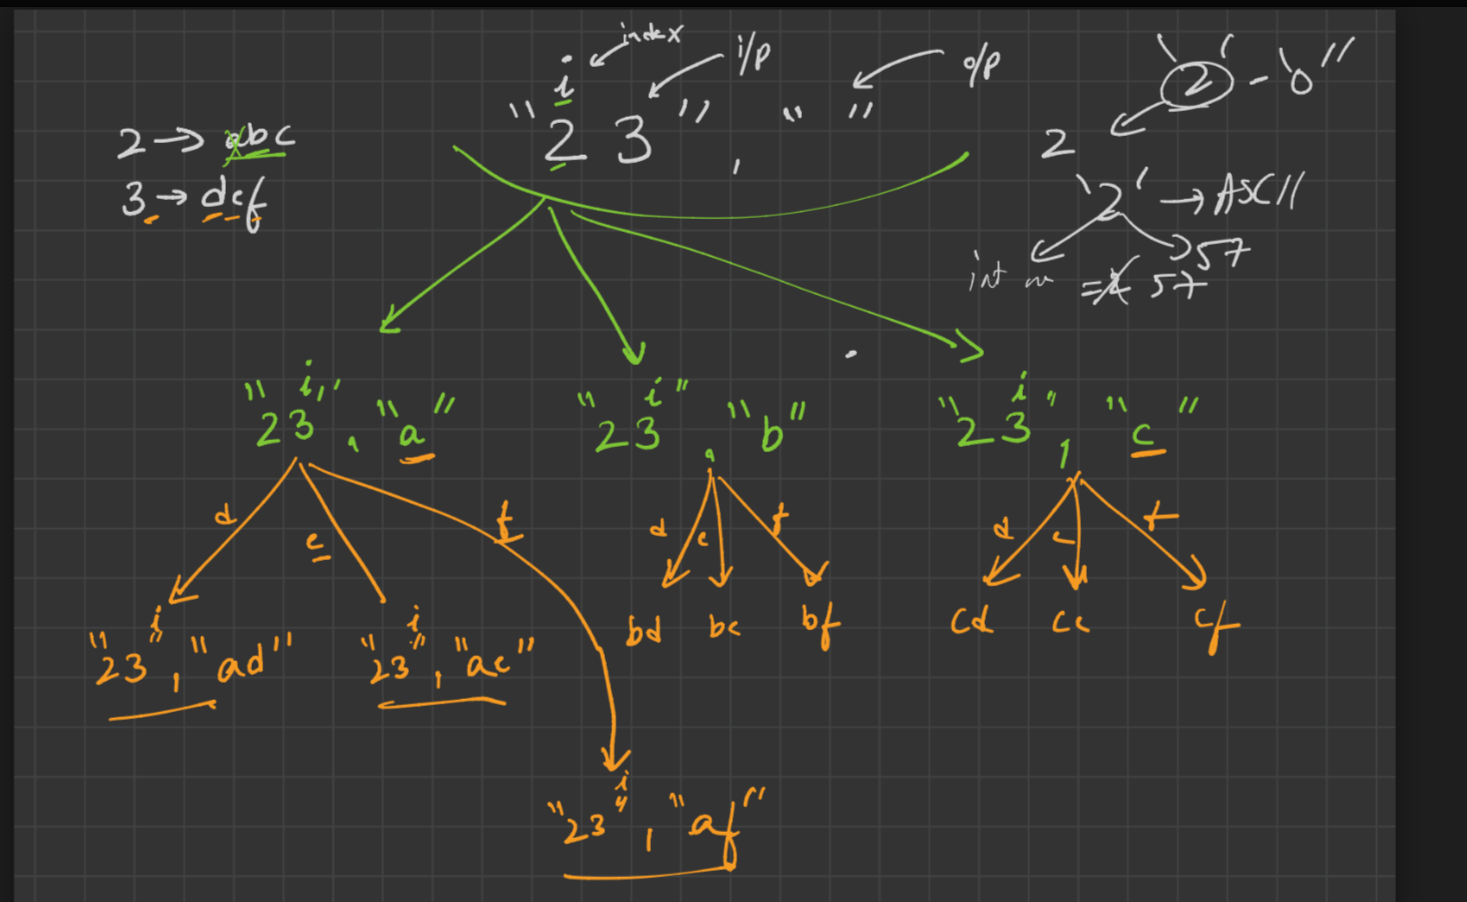 i index i/p o/p
"23", " "
'2' - '0'
2
2 → abc
3 → def
'2' → ASCII
57
int = 57
"23", "a" i
"23", "b" i
"23", "c" i
d e f
d e f
d e f
"23", "ad" i
"23", "ae" i
bd be bf
cd ce cf
"23", "af" i